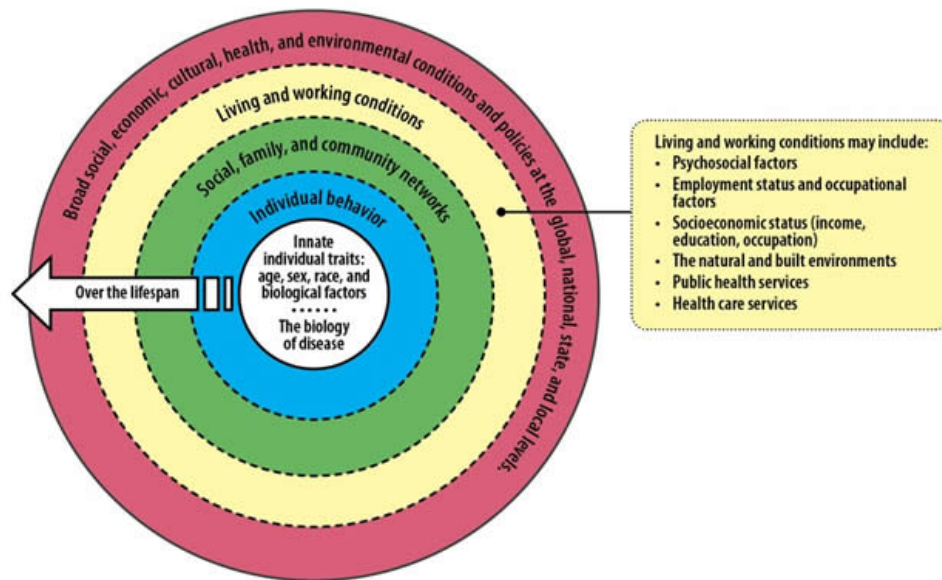 Broad social, economic, cultural, health, and environmental conditions and policies at the global, national, state, and local levels.
Living and working conditions
Social, family, and community networks
Individual behavior
Innate
individual traits:
age, sex, race, and
biological factors
······
The biology
of disease
Over the lifespan
Living and working conditions may include:
• Psychosocial factors
• Employment status and occupational
factors
• Socioeconomic status (income,
education, occupation)
• The natural and built environments
• Public health services
• Health care services